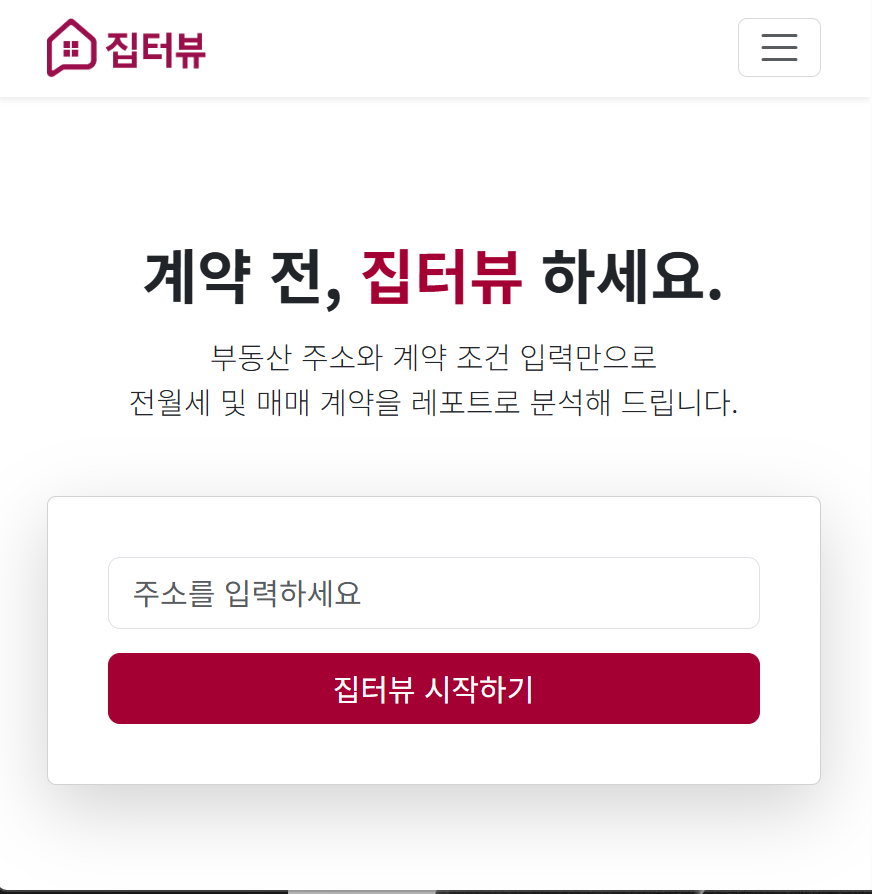 집터뷰
계약 전, 집터뷰 하세요.
부동산 주소와 계약 조건 입력만으로
전월세 및 매매 계약을 레포트로 분석해 드립니다.
주소를 입력하세요
집터뷰 시작하기